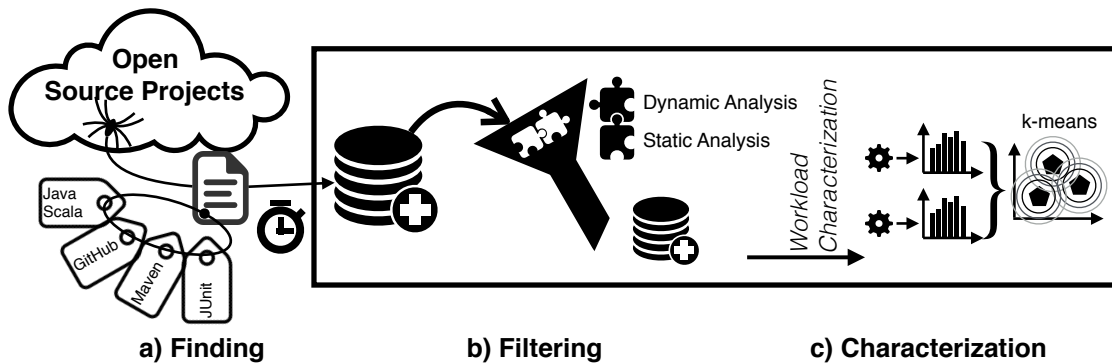 Open
Source Projects
Java
Scala
GitHub
Maven
JUnit
Dynamic Analysis
Static Analysis
Workload
Characterization
k-means
a) Finding
b) Filtering
c) Characterization